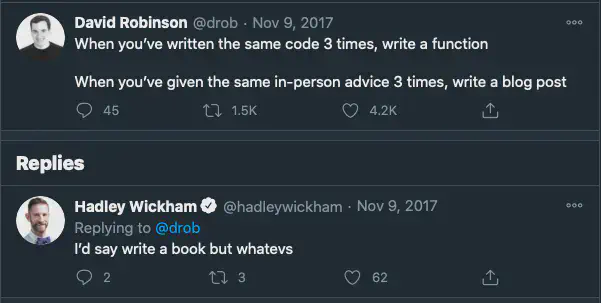 David Robinson @drob · Nov 9, 2017
When you've written the same code 3 times, write a function
When you've given the same in-person advice 3 times, write a blog post
45 1.5K 4.2K
Replies
Hadley Wickham @hadleywickham · Nov 9, 2017
Replying to @drob
I'd say write a book but whatevs
2 3 62